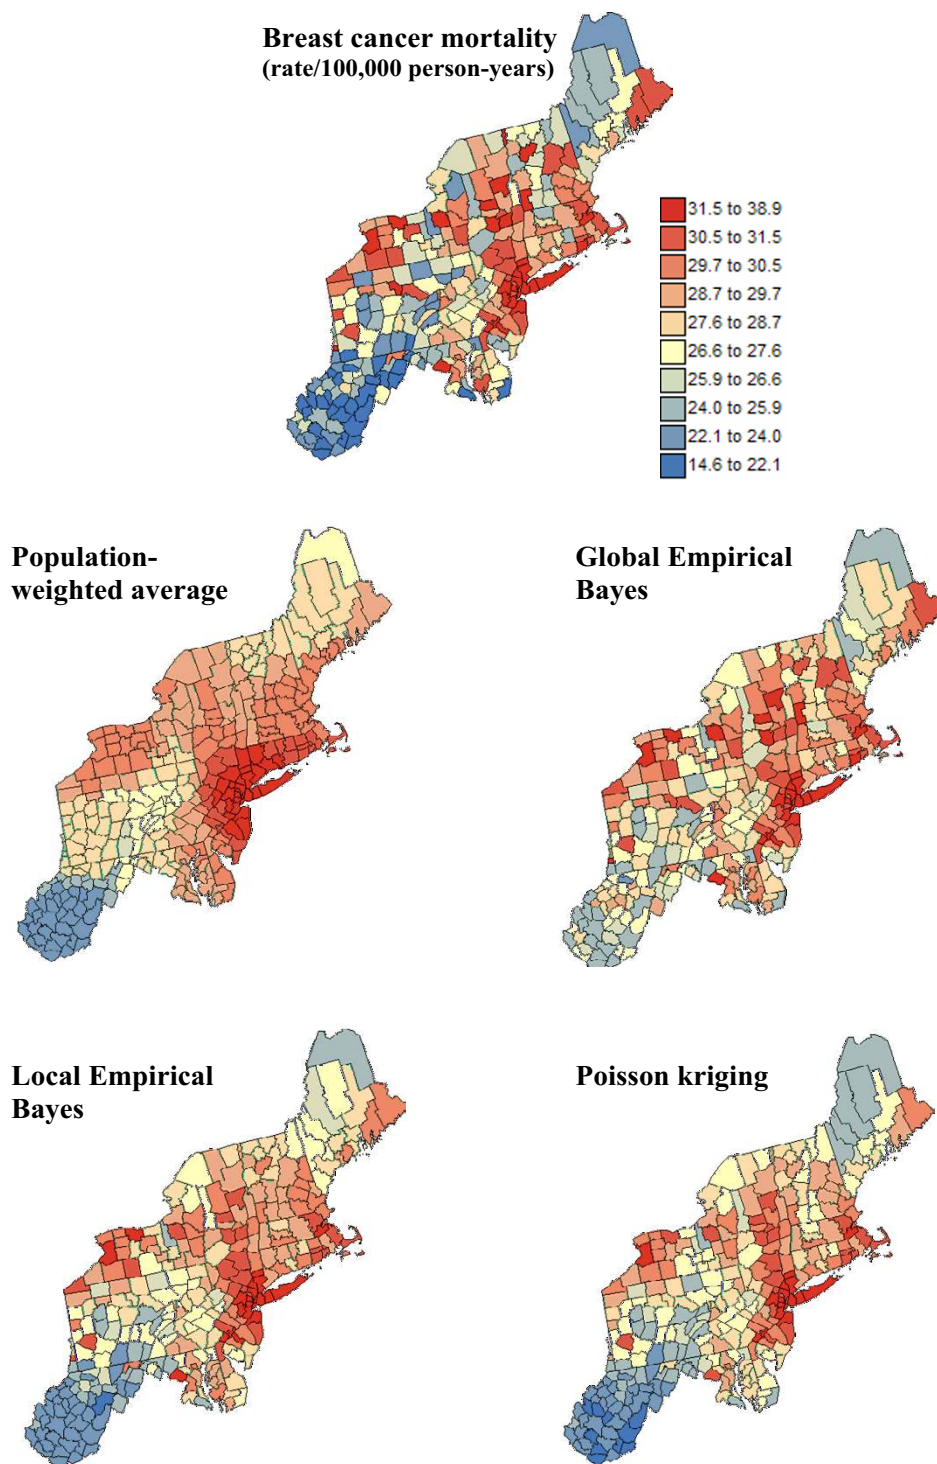 Breast cancer mortality
(rate/100,000 person-years)
31.5 to 38.9
30.5 to 31.5
29.7 to 30.5
28.7 to 29.7
27.6 to 28.7
26.6 to 27.6
25.9 to 26.6
24.0 to 25.9
22.1 to 24.0
14.6 to 22.1
Population-
weighted average
Global Empirical
Bayes
Local Empirical
Bayes
Poisson kriging